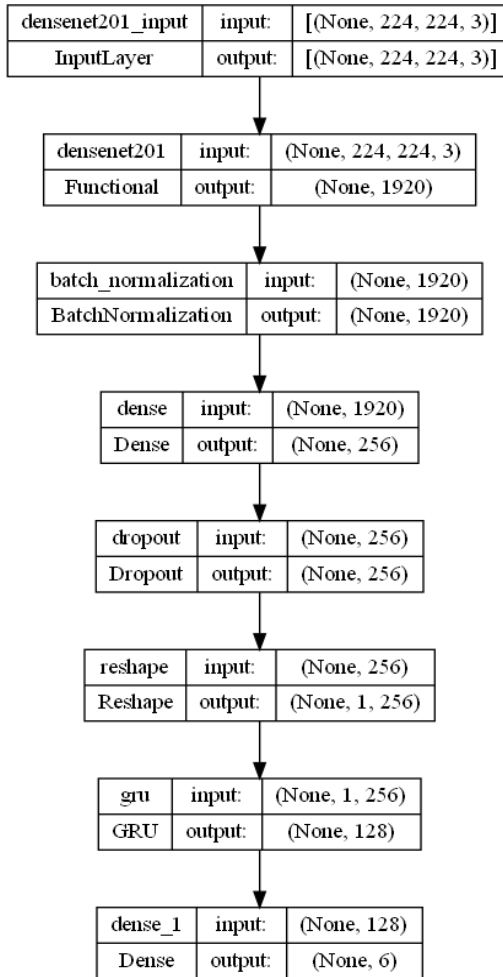 densenet201_input input: [(None, 224, 224, 3)]
InputLayer output: [(None, 224, 224, 3)]
densenet201 input: (None, 224, 224, 3)
Functional output: (None, 1920)
batch_normalization input: (None, 1920)
BatchNormalization output: (None, 1920)
dense input: (None, 1920)
Dense output: (None, 256)
dropout input: (None, 256)
Dropout output: (None, 256)
reshape input: (None, 256)
Reshape output: (None, 1, 256)
gru input: (None, 1, 256)
GRU output: (None, 128)
dense_1 input: (None, 128)
Dense output: (None, 6)